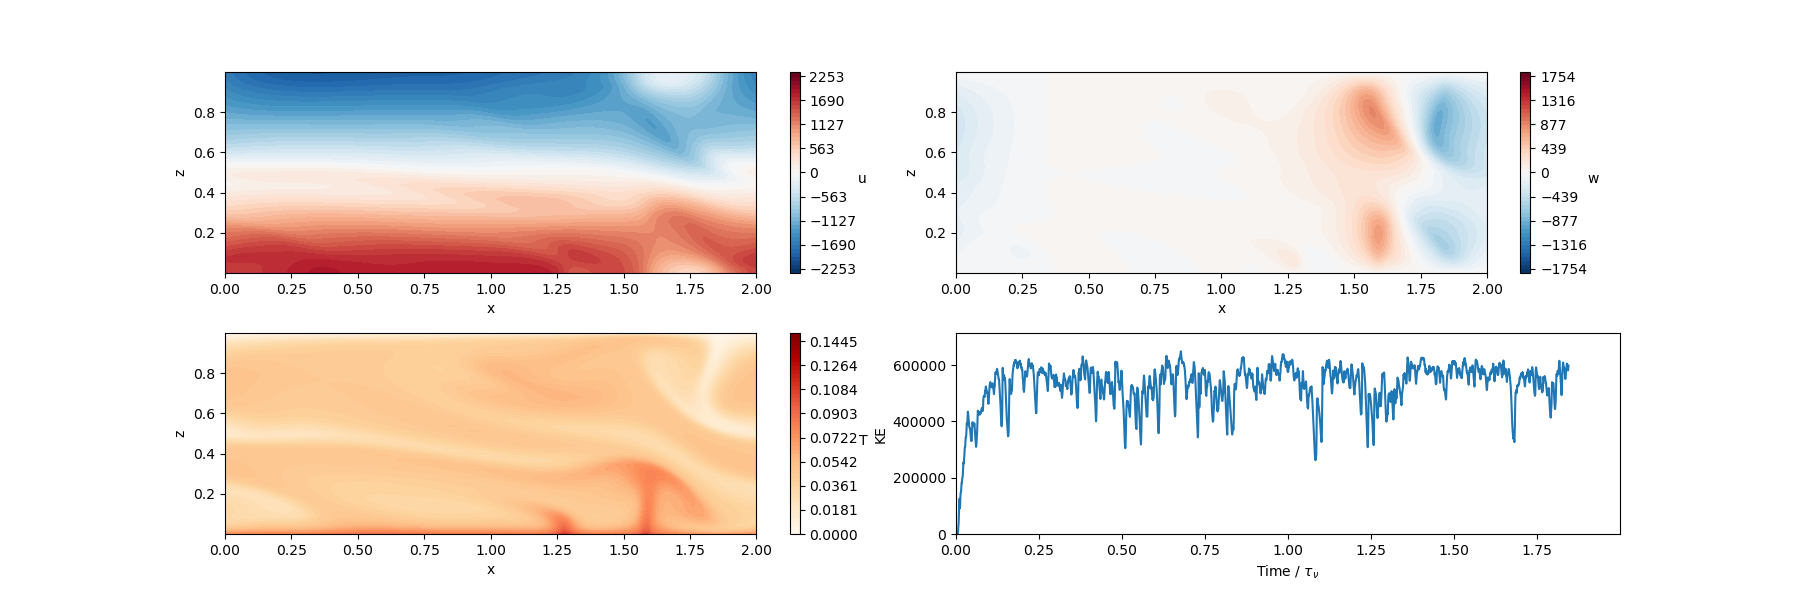 0.8
0.6
0.4
0.2
z
0.00 0.25 0.50 0.75 1.00 1.25 1.50 1.75 2.00
x
2253
1690
1127
563
0
−563
−1127
−1690
−2253
u
0.8
0.6
0.4
0.2
z
0.00 0.25 0.50 0.75 1.00 1.25 1.50 1.75 2.00
x
1754
1316
877
439
0
−439
−877
−1316
−1754
w
0.8
0.6
0.4
0.2
z
0.00 0.25 0.50 0.75 1.00 1.25 1.50 1.75 2.00
x
0.1445
0.1264
0.1084
0.0903
0.0722
0.0542
0.0361
0.0181
0.0000
T
KE
600000
400000
200000
0
0.00 0.25 0.50 0.75 1.00 1.25 1.50 1.75
Time / τν